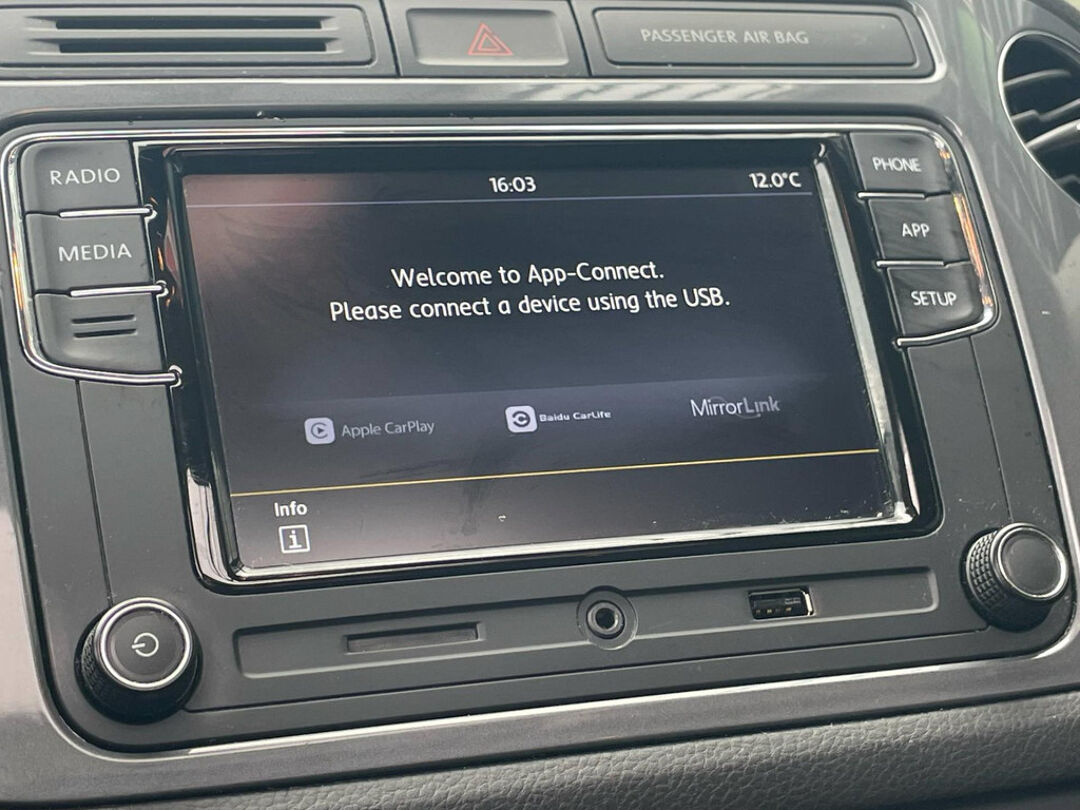 PASSENGER AIR BAG
RADIO
MEDIA
16:03
12.0°C
Welcome to App-Connect.
Please connect a device using the USB.
Apple CarPlay
Baidu CarLife
MirrorLink
Info
i
PHONE
APP
SETUP